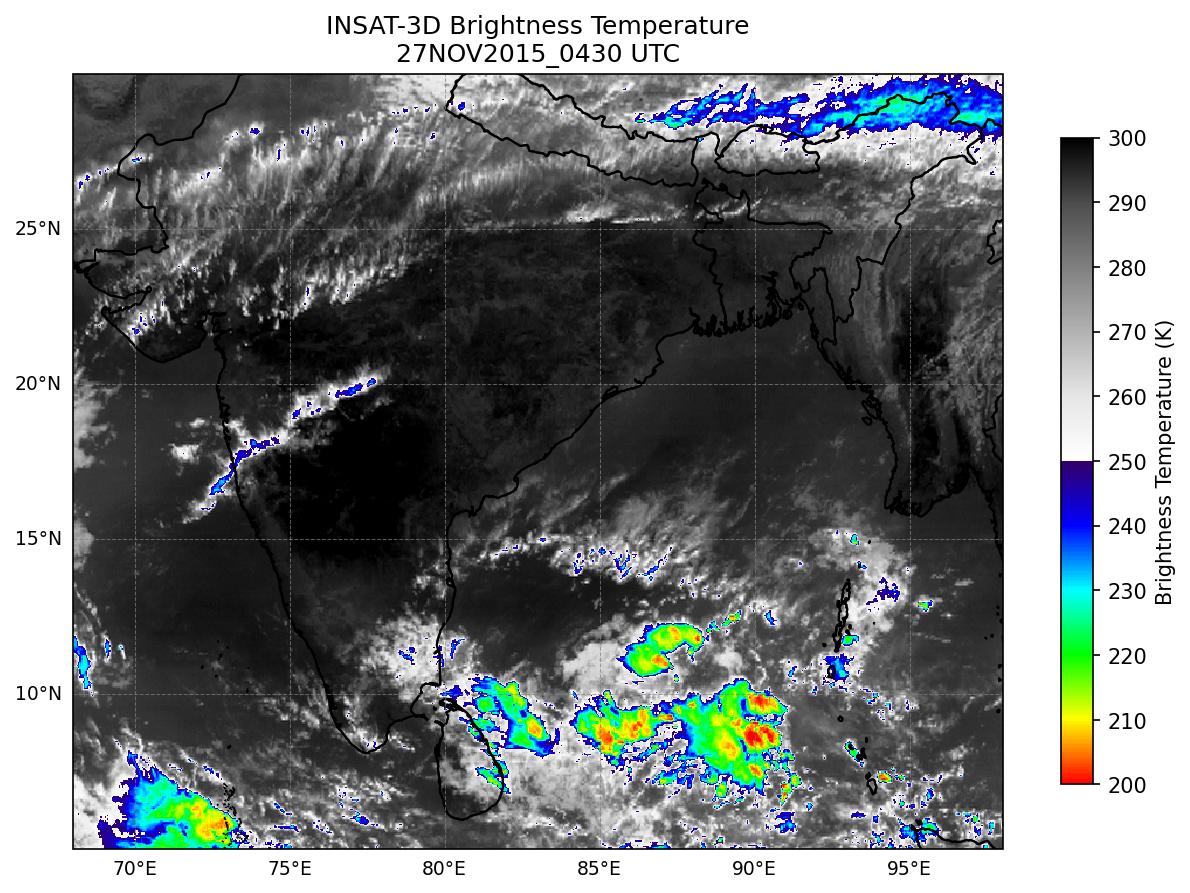 INSAT-3D Brightness Temperature
27NOV2015_0430 UTC
25°N
20°N
15°N
10°N
70°E
75°E
80°E
85°E
90°E
95°E
300
290
280
270
260
250
240
230
220
210
200
Brightness Temperature (K)